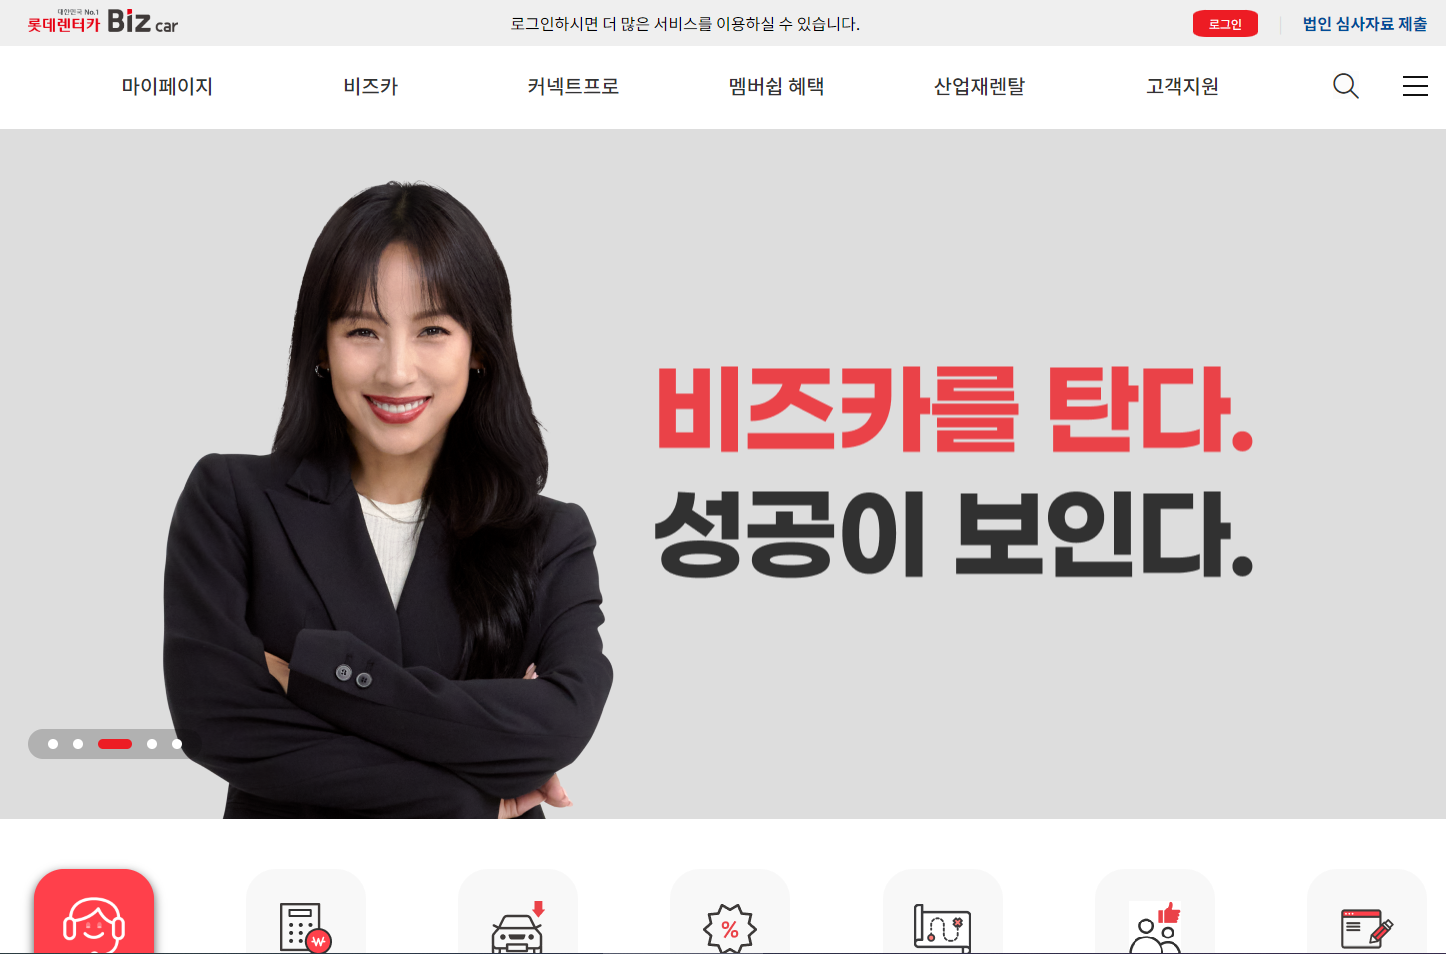 대한민국 No.1
롯데렌터카 Biz car
로그인하시면 더 많은 서비스를 이용하실 수 있습니다.
로그인
법인 심사자료 제출
마이페이지
비즈카
커넥트프로
멤버쉽 혜택
산업재렌탈
고객지원
비즈카를 탄다.
성공이 보인다.
₩
%